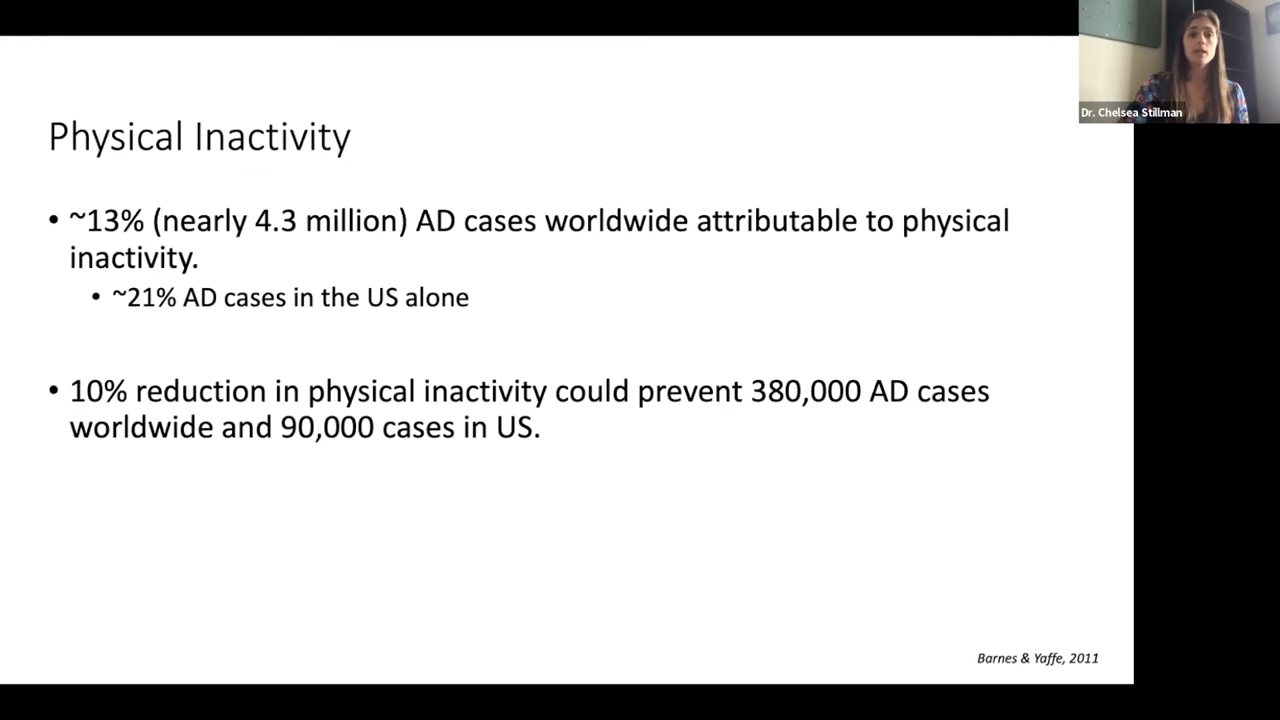 Dr. Chelsea Stillman
Physical Inactivity
• ~13% (nearly 4.3 million) AD cases worldwide attributable to physical
inactivity.
• ~21% AD cases in the US alone
• 10% reduction in physical inactivity could prevent 380,000 AD cases
worldwide and 90,000 cases in US.
Barnes & Yaffe, 2011